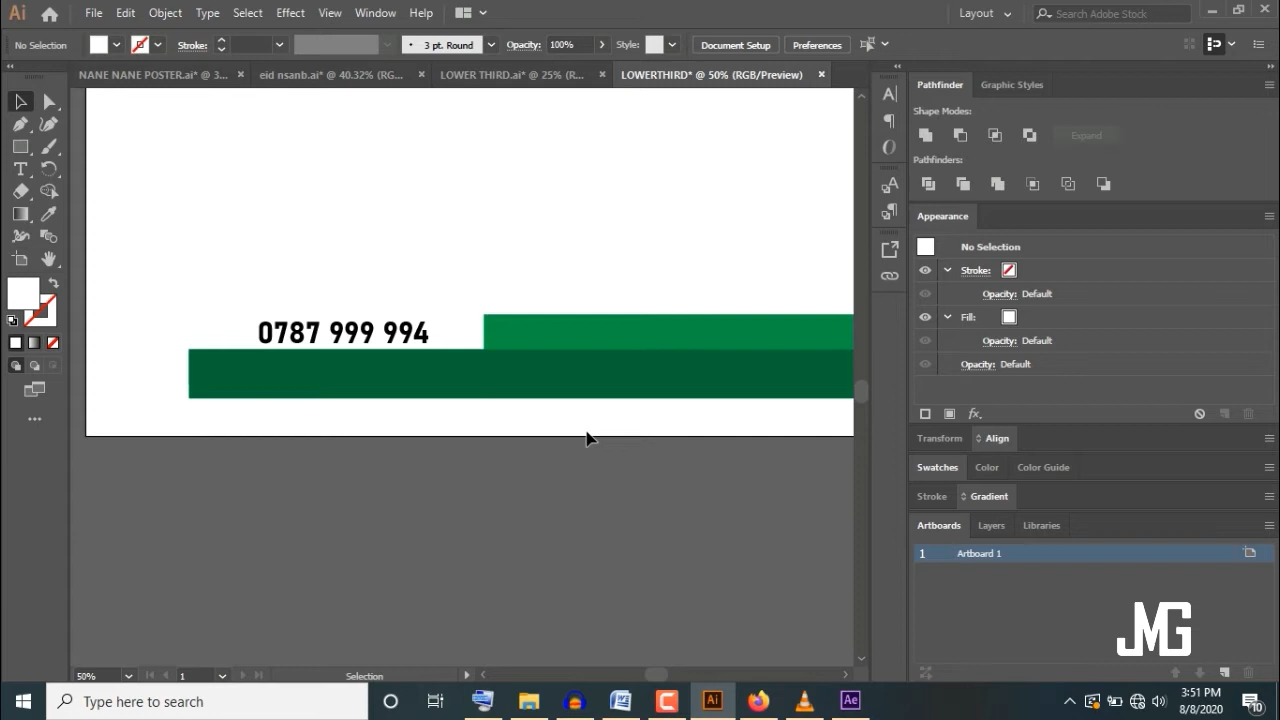 Ai File Edit Object Type Select Effect View Window Help Layout Search Adobe Stock
No Selection Stroke: 3 pt. Round Opacity: 100% Style: Document Setup Preferences
NANE NANE POSTER.ai* @ 3... eid nsanb.ai* @ 40.32% (RG... LOWER THIRD.ai* @ 25% (R... LOWERTHIRD* @ 50% (RGB/Preview)
Pathfinder Graphic Styles
Shape Modes:
Expand
Pathfinders:
Appearance
No Selection
Stroke:
Opacity: Default
Fill:
Opacity: Default
Opacity: Default
fx.
0787 999 994
Transform Align
Swatches Color Color Guide
Stroke Gradient
Artboards Layers Libraries
1 Artboard 1
JMG
50% 1 Selection
Type here to search
Ai Ae
3:51 PM
8/8/2020
10